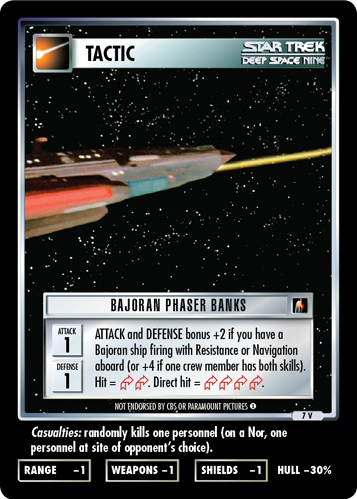 TACTIC
STAR TREK
DEEP SPACE NINE
BAJORAN PHASER BANKS
ATTACK
1
DEFENSE
1
ATTACK and DEFENSE bonus +2 if you have a
Bajoran ship firing with Resistance or Navigation
aboard (or +4 if one crew member has both skills).
Hit = . Direct hit = .
NOT ENDORSED BY CBS OR PARAMOUNT PICTURES
7 V
Casualties: randomly kills one personnel (on a Nor, one
personnel at site of opponent's choice).
RANGE –1 WEAPONS –1 SHIELDS –1 HULL –30%